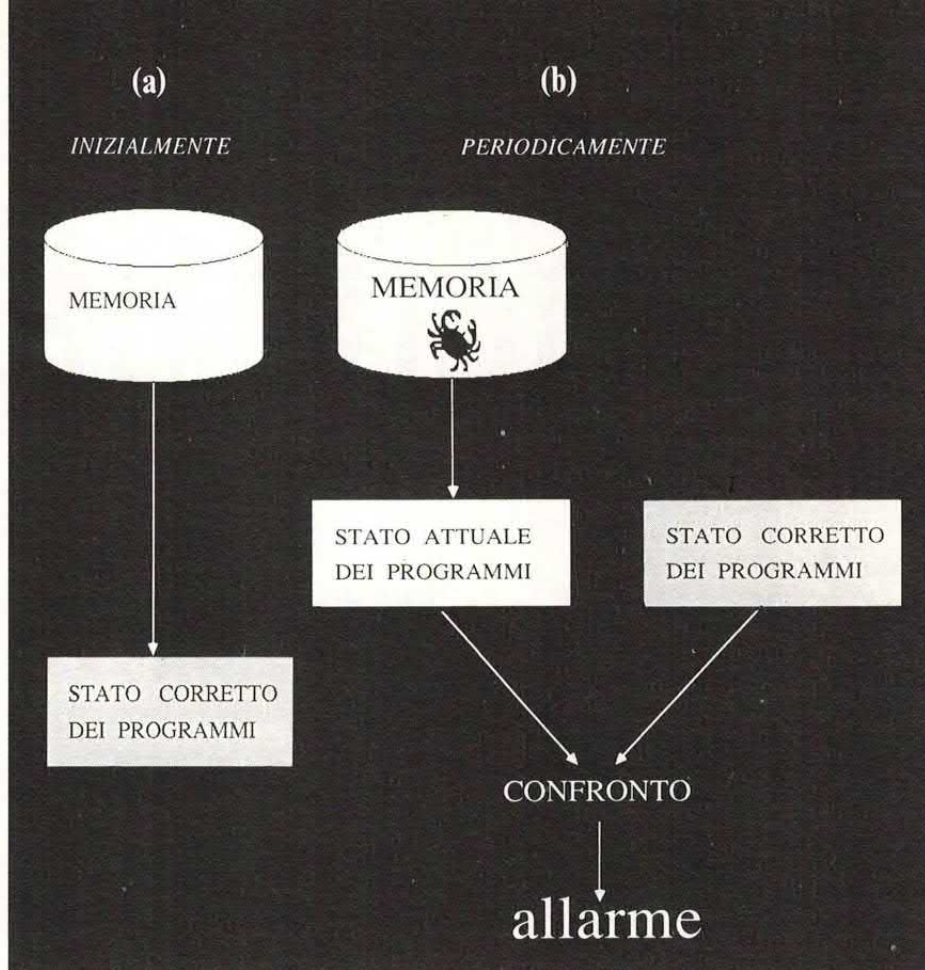 (a)
INIZIALMENTE
MEMORIA
STATO CORRETTO
DEI PROGRAMMI
(b)
PERIODICAMENTE
MEMORIA
STATO ATTUALE
DEI PROGRAMMI
STATO CORRETTO
DEI PROGRAMMI
CONFRONTO
allarme